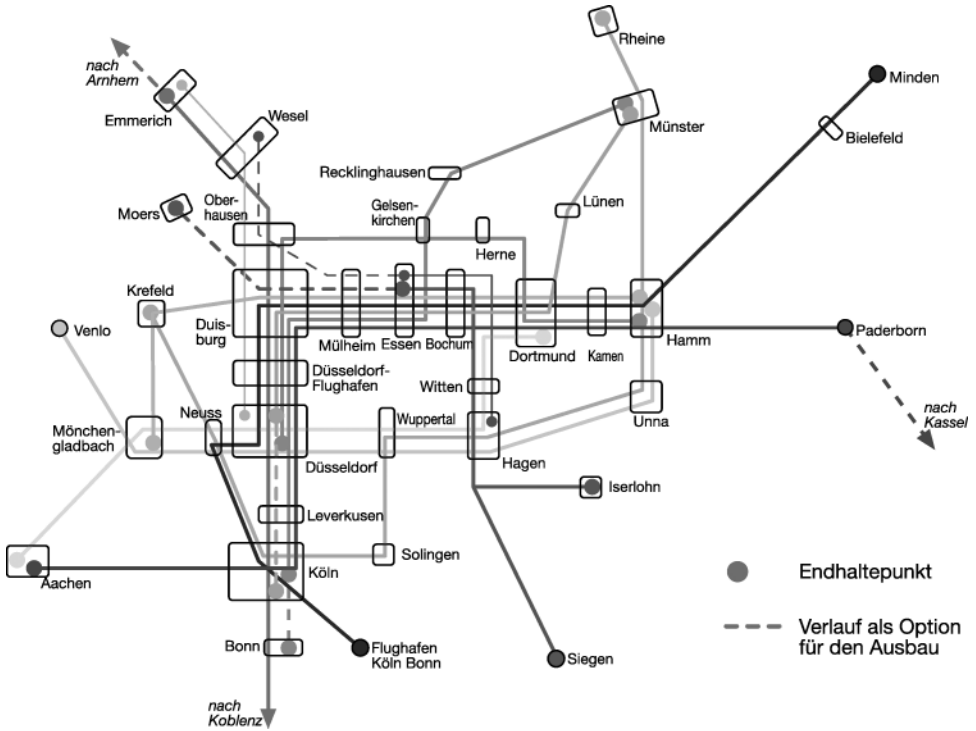 Rheine
nach
Arnhem
Minden
Emmerich
Wesel
Münster
Bielefeld
Recklinghausen
Moers
Ober-
hausen
Gelsen-
kirchen
Lünen
Herne
Krefeld
Venlo
Duis-
burg
Mülheim
Essen
Bochum
Dortmund
Kamen
Hamm
Paderborn
Düsseldorf-
Flughafen
Witten
Neuss
Wuppertal
Unna
nach
Kassel
Mönchen-
gladbach
Düsseldorf
Hagen
Iserlohn
Leverkusen
Solingen
Köln
Aachen
Endhaltepunkt
Bonn
Flughafen
Köln Bonn
Siegen
Verlauf als Option
für den Ausbau
nach
Koblenz